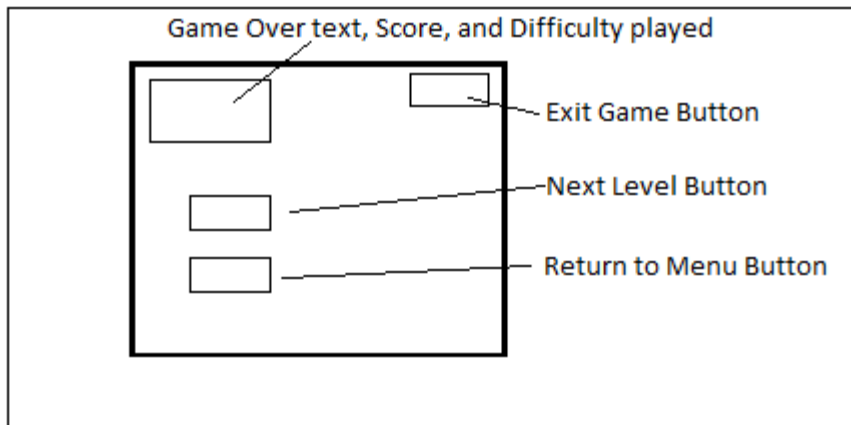 Game Over text, Score, and Difficulty played
Exit Game Button
Next Level Button
Return to Menu Button